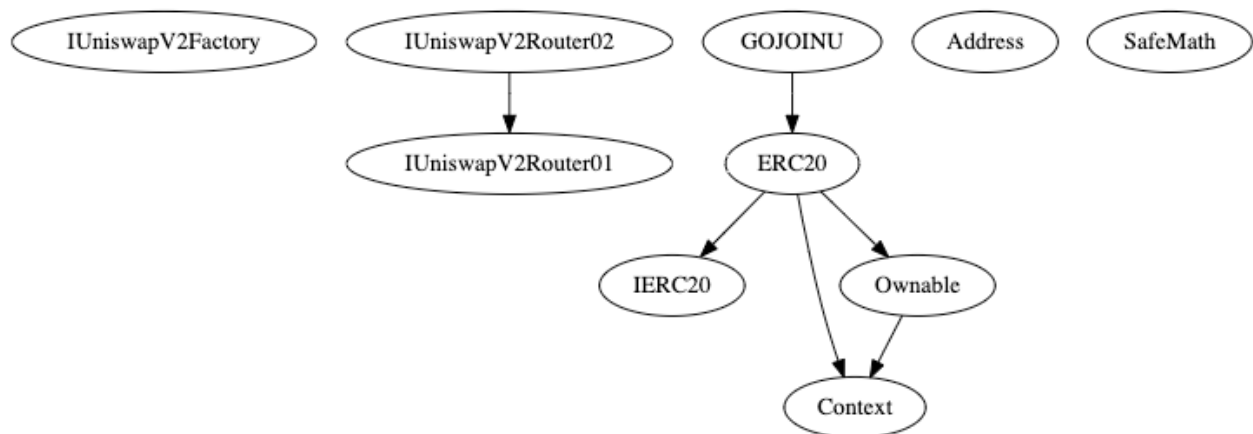 IUniswapV2Factory
IUniswapV2Router02
GOJOINU
Address
SafeMath
IUniswapV2Router01
ERC20
IERC20
Ownable
Context